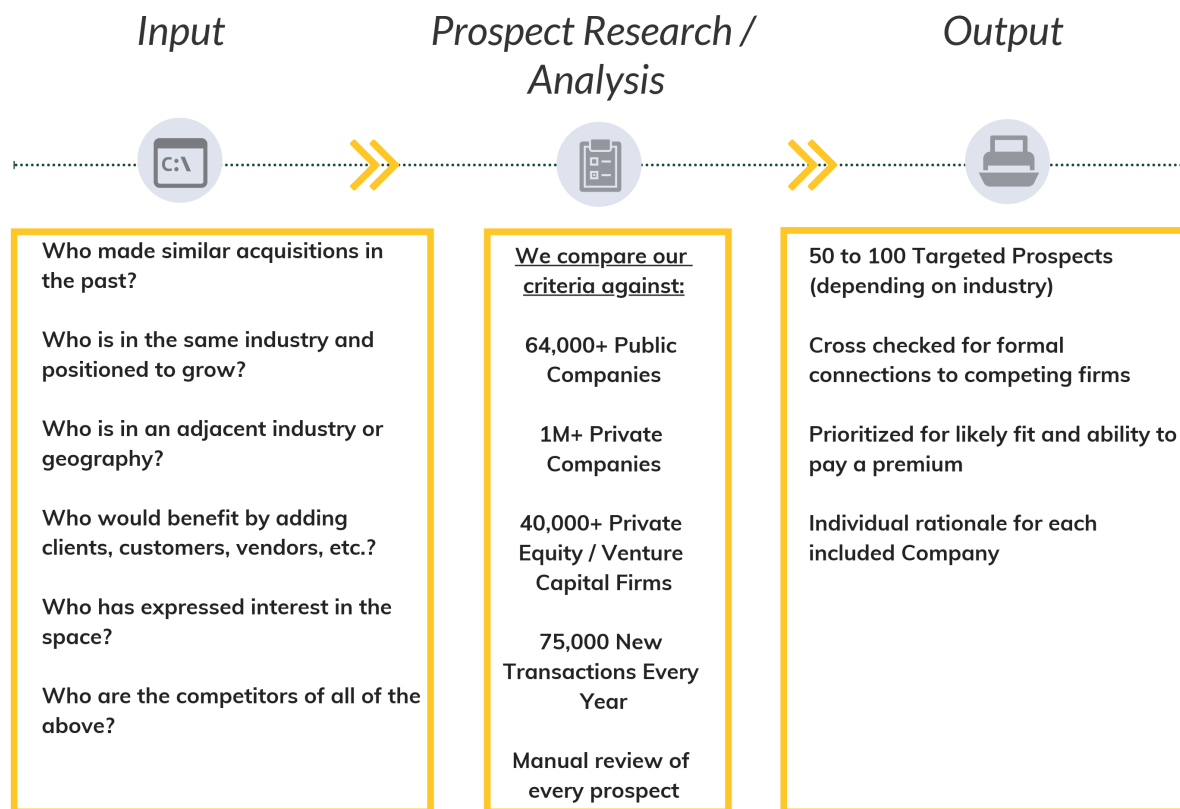 Input
Prospect Research /
Analysis
Output
C:\
Who made similar acquisitions in
the past?
Who is in the same industry and
positioned to grow?
Who is in an adjacent industry or
geography?
Who would benefit by adding
clients, customers, vendors, etc.?
Who has expressed interest in the
space?
Who are the competitors of all of the
above?
We compare our
criteria against:
64,000+ Public
Companies
1M+ Private
Companies
40,000+ Private
Equity / Venture
Capital Firms
75,000 New
Transactions Every
Year
Manual review of
every prospect
50 to 100 Targeted Prospects
(depending on industry)
Cross checked for formal
connections to competing firms
Prioritized for likely fit and ability to
pay a premium
Individual rationale for each
included Company